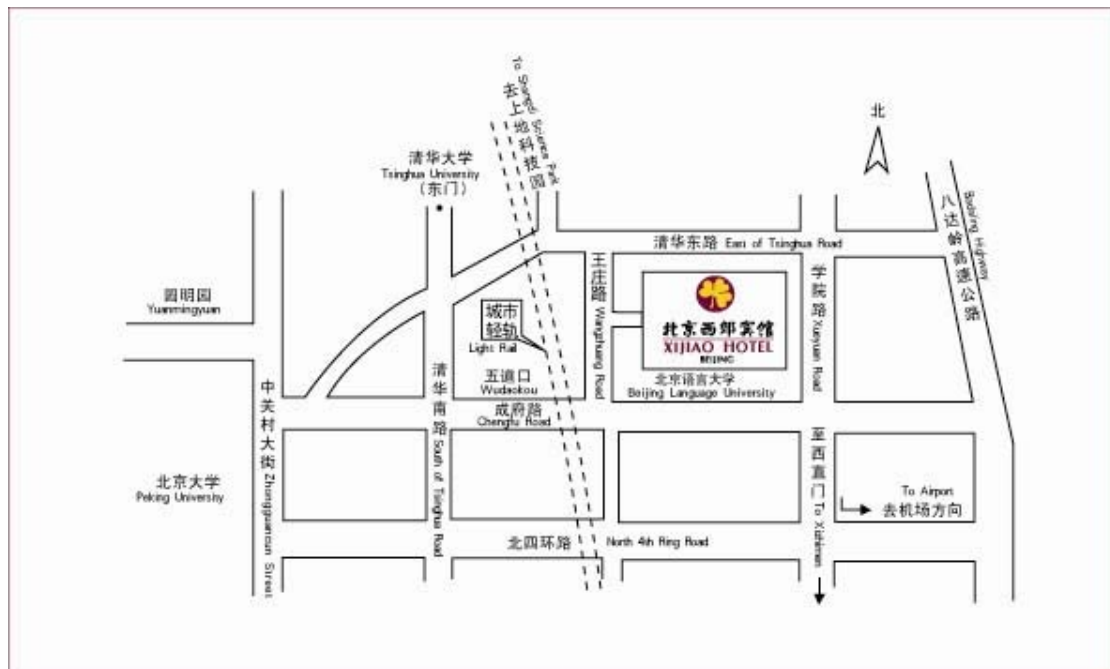 To Shangdi Science Park
去上地科技园
北
清华大学
Tsinghua University
（东门）
八达岭高速公路
Badaling Highway
清华东路 East of Tsinghua Road
王庄路 Wangzhuang Road
学院路 Xueyuan Road
圆明园
Yuanmingyuan
城市
轻轨
Light Rail
北京西郊宾馆
XIJIAO HOTEL
BEIJING
五道口
Wudaokou
北京语言大学
Beijing Language University
中关村大街 Zhongguancun Street
清华南路 South of Tsinghua Road
成府路
Chengfu Road
至西直门 To Xizhimen
北京大学
Peking University
To Airport
去机场方向
北四环路 North 4th Ring Road